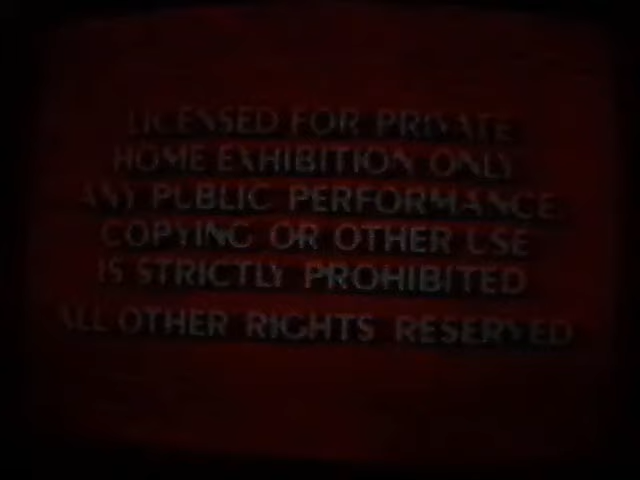 LICENSED FOR PRIVATE
HOME EXHIBITION ONLY
ANY PUBLIC PERFORMANCE,
COPYING OR OTHER USE
IS STRICTLY PROHIBITED
ALL OTHER RIGHTS RESERVED